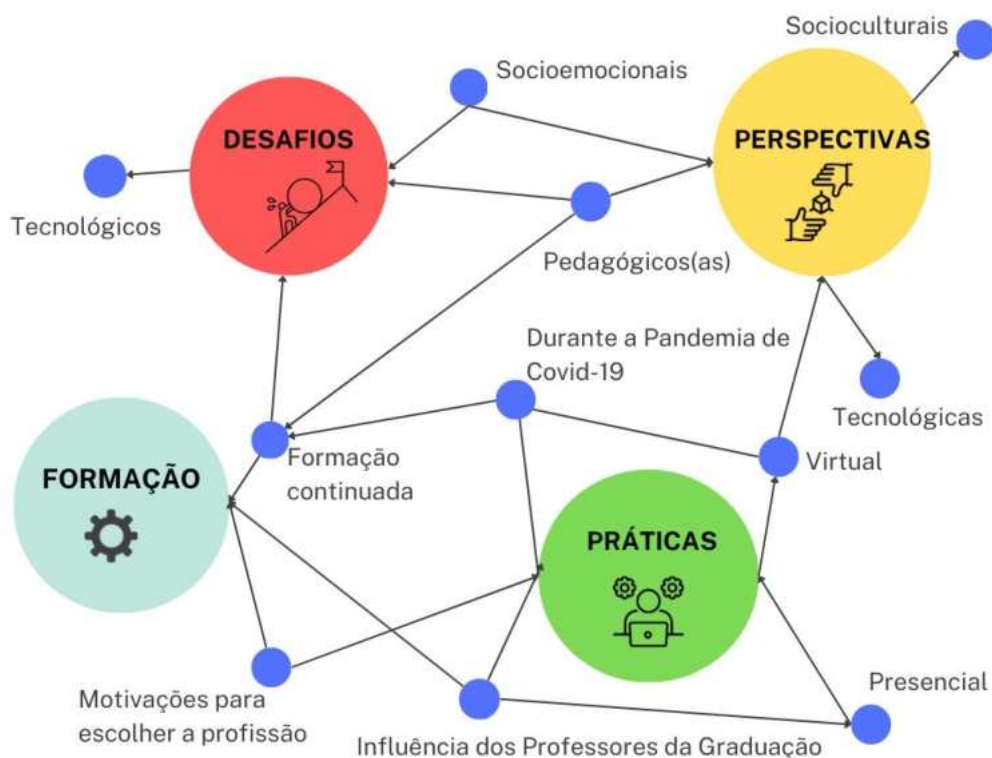 Socioculturais
Socioemocionais
DESAFIOS
PERSPECTIVAS
Tecnológicos
Pedagógicos(as)
Durante a Pandemia de
Covid-19
Tecnológicas
FORMAÇÃO
Formação
continuada
Virtual
PRÁTICAS
Presencial
Motivações para
escolher a profissão
Influência dos Professores da Graduação